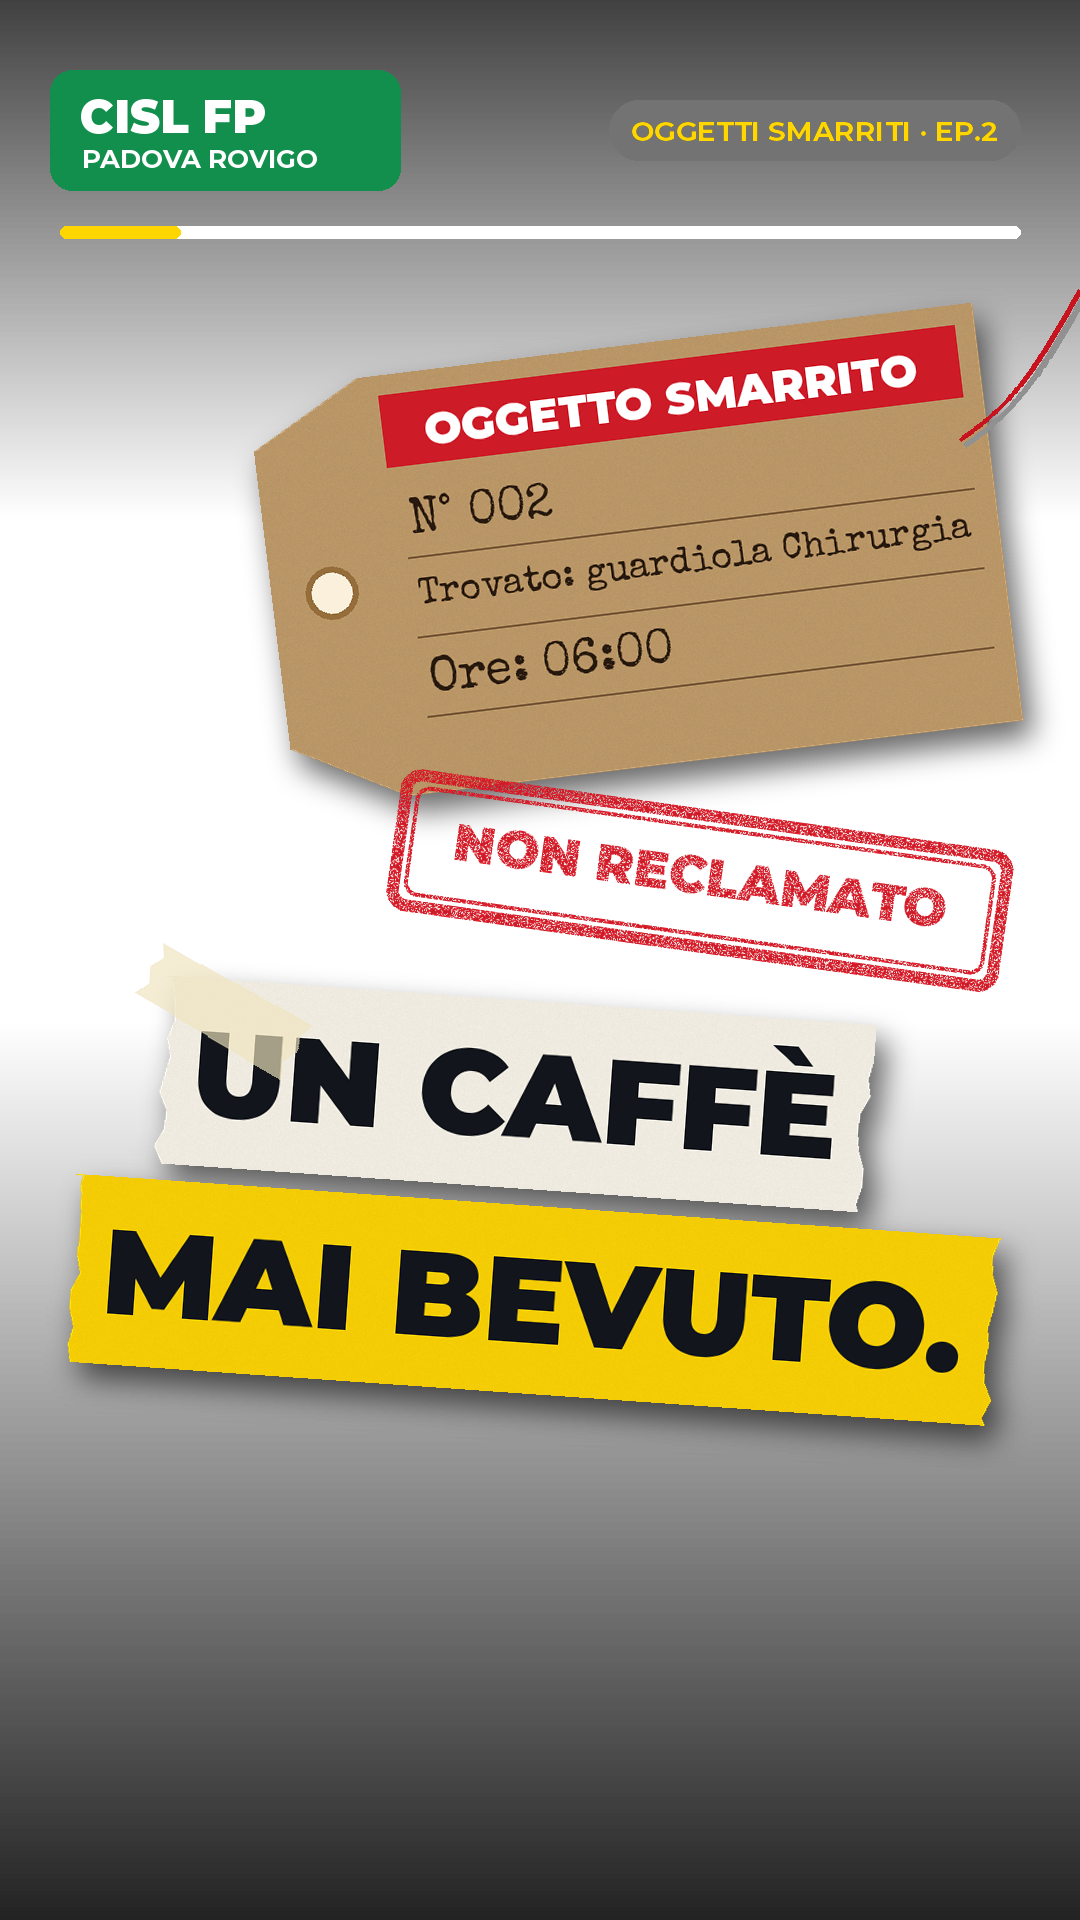 CISL FP
PADOVA ROVIGO
OGGETTI SMARRITI · EP.2
OGGETTO SMARRITO
N° 002
Trovato: guardiola Chirurgia
Ore: 06:00
NON RECLAMATO
UN CAFFÈ
MAI BEVUTO.